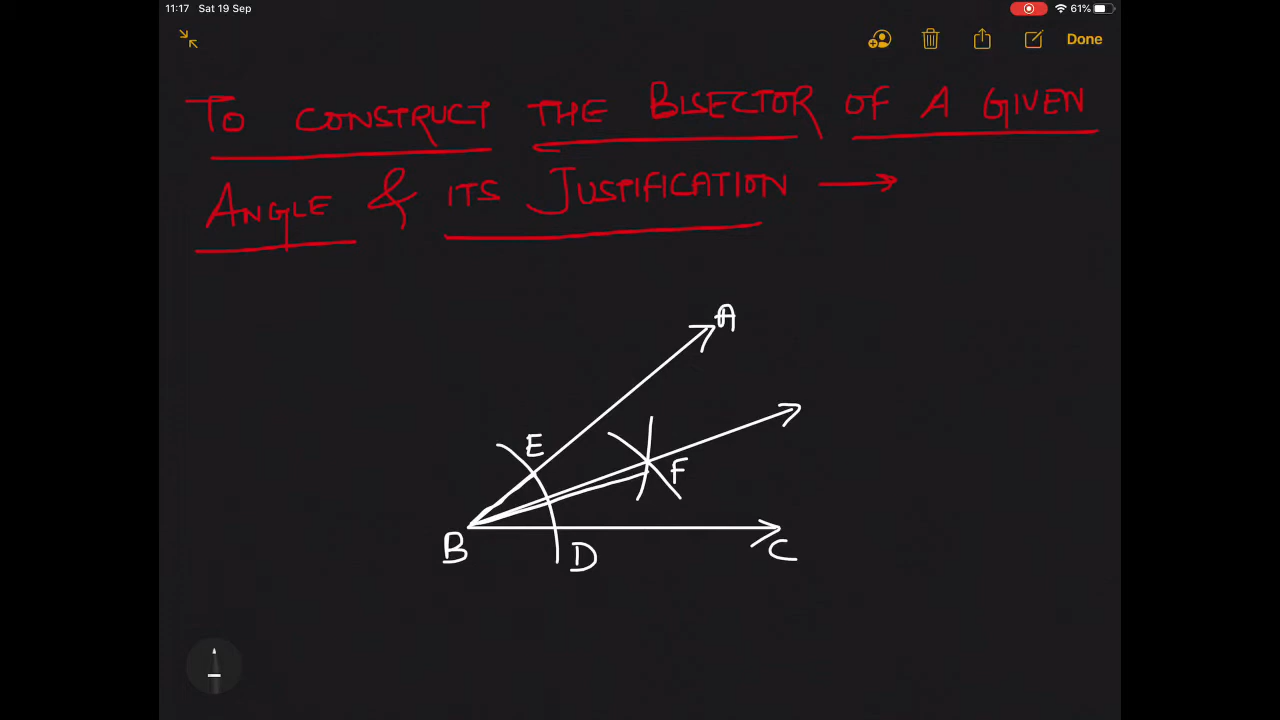 11:17 Sat 19 Sep 61%
Done
TO CONSTRUCT THE BISECTOR OF A GIVEN
ANGLE & ITS JUSTIFICATION →
A
E
F
B D C